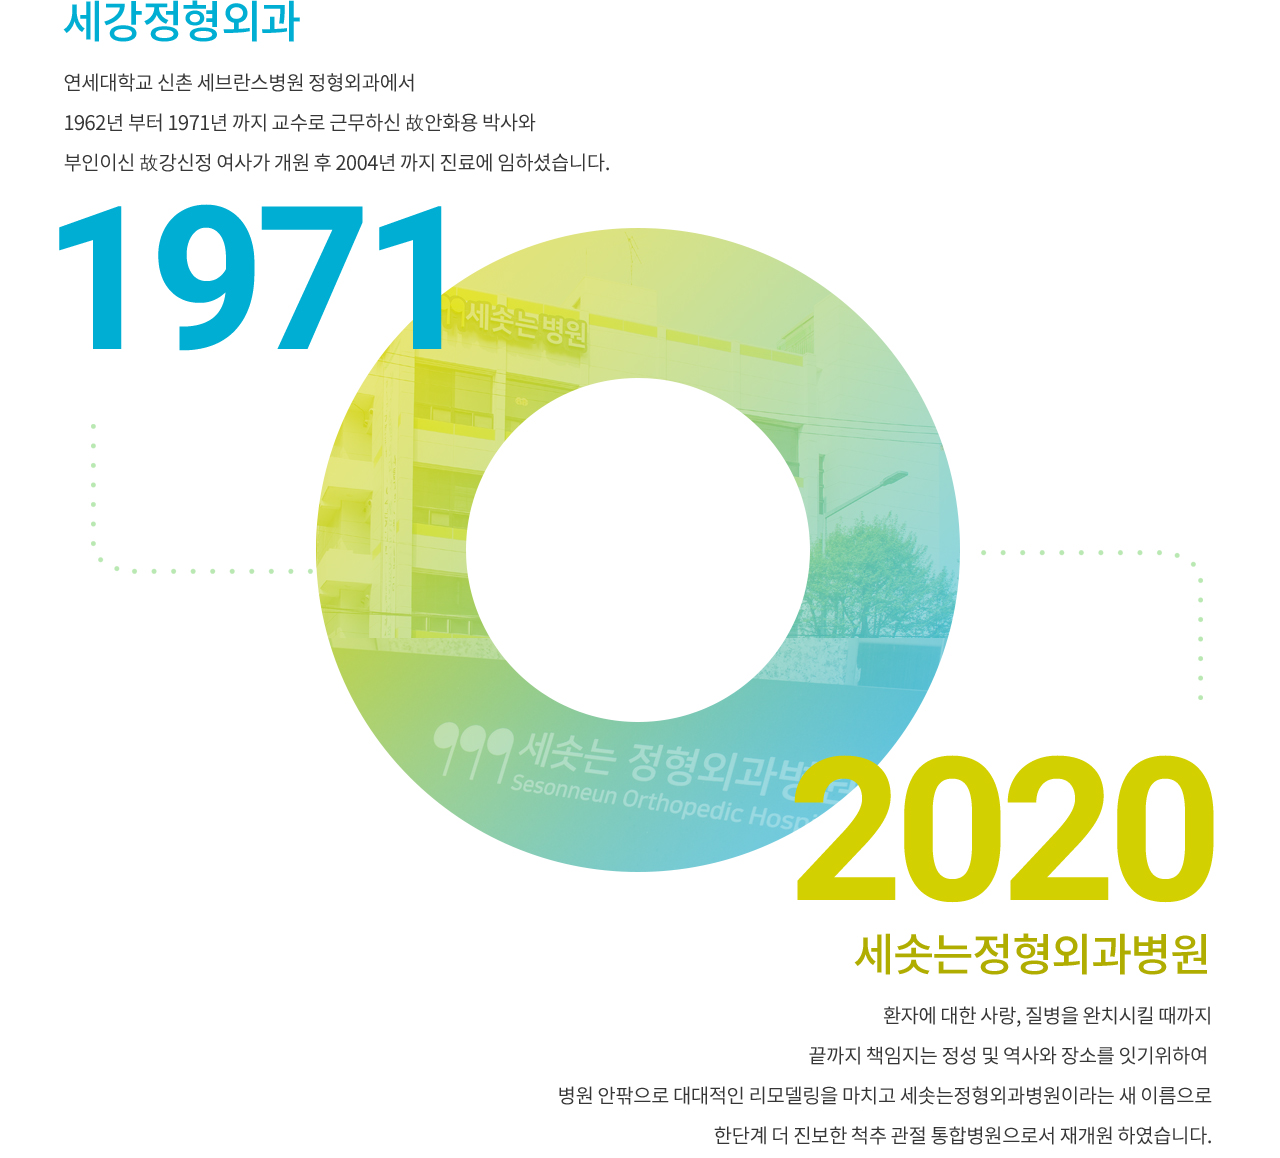 세강정형외과
연세대학교 신촌 세브란스병원 정형외과에서
1962년 부터 1971년 까지 교수로 근무하신 故안화용 박사와
부인이신 故강신정 여사가 개원 후 2004년 까지 진료에 임하셨습니다.
1971
세솟는병원
세솟는 정형외과병원
Sesonneun Orthopedic Hospi
2020
세솟는정형외과병원
환자에 대한 사랑, 질병을 완치시킬 때까지
끝까지 책임지는 정성 및 역사와 장소를 잇기위하여
병원 안팎으로 대대적인 리모델링을 마치고 세솟는정형외과병원이라는 새 이름으로
한단계 더 진보한 척추 관절 통합병원으로서 재개원 하였습니다.